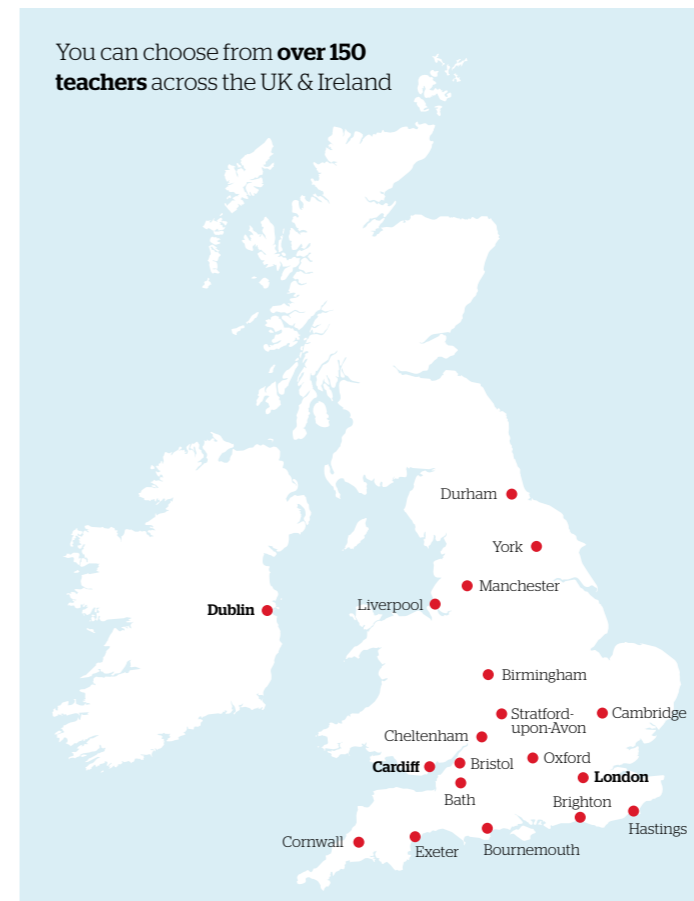 You can choose from over 150
teachers across the UK & Ireland
Durham
York
Manchester
Liverpool
Dublin
Birmingham
Stratford-
upon-Avon
Cambridge
Cheltenham
Cardiff
Bristol
Oxford
London
Bath
Brighton
Hastings
Cornwall
Exeter
Bournemouth